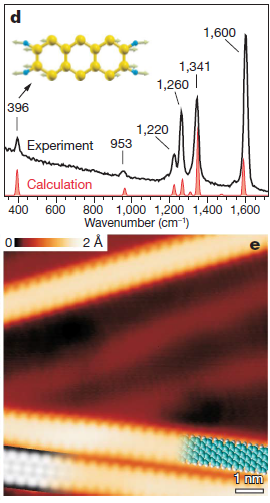 d
1,600
1,341
1,260
396
1,220
953
Experiment
Calculation
400 600 800 1,000 1,200 1,400 1,600
Wavenumber (cm⁻¹)
0 2 Å
e
1 nm